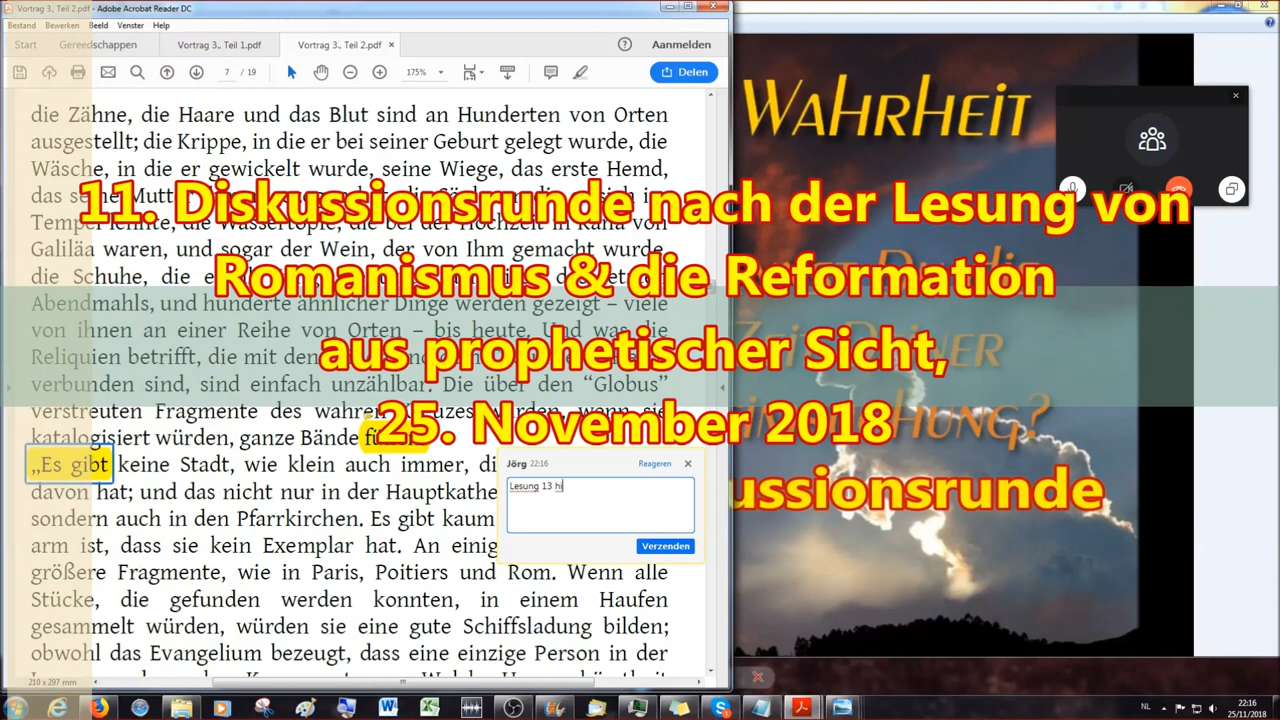 Vortrag 3., Teil 2.pdf - Adobe Acrobat Reader DC
Bestand Bewerken Beeld Venster Help
Start Gereedschappen Vortrag 3., Teil 1.pdf Vortrag 3., Teil 2.pdf × Aanmelden
7 / 19 175% Delen
die Zähne, die Haare und das Blut sind an Hunderten von Orten
ausgestellt; die Krippe, in die er bei seiner Geburt gelegt wurde, die
Wäsche, in die er gewickelt wurde, seine Wiege, das erste Hemd,
das
Galiläa waren, und sogar der Wein, der von Ihm gemacht wurde,
die Schuhe, die
Abendmahls, und hunderte ähnlicher Dinge werden gezeigt – viele
von ihnen an einer Reihe von Orten – bis heute. Und was die
Reliquien betrifft, die mit
verbunden sind, sind einfach unzählbar. Die über den “Globus”
verstreuten Fragmente des wahren Kreuzes würden, wenn sie
katalogisiert würden, ganze Bände
„Es gibt keine Stadt, wie klein auch immer, di
davon hat; und das nicht nur in der Hauptkathe
sondern auch in den Pfarrkirchen. Es gibt kaum
arm ist, dass sie kein Exemplar hat. An einig
größere Fragmente, wie in Paris, Poitiers und Rom. Wenn alle
Stücke, die gefunden werden konnten, in einem Haufen
gesammelt würden, würden sie eine gute Schiffsladung bilden;
obwohl das Evangelium bezeugt, dass eine einzige Person in der
210 x 297 mm
11. Diskussionsrunde nach der Lesung von
Romanismus & die Reformation
aus prophetischer Sicht,
25. November 2018
ussionsrunde
Jörg 22:16 Reageren
Lesung 13 hi
Verzenden
WAHRHEIT
NL
22:16
25/11/2018